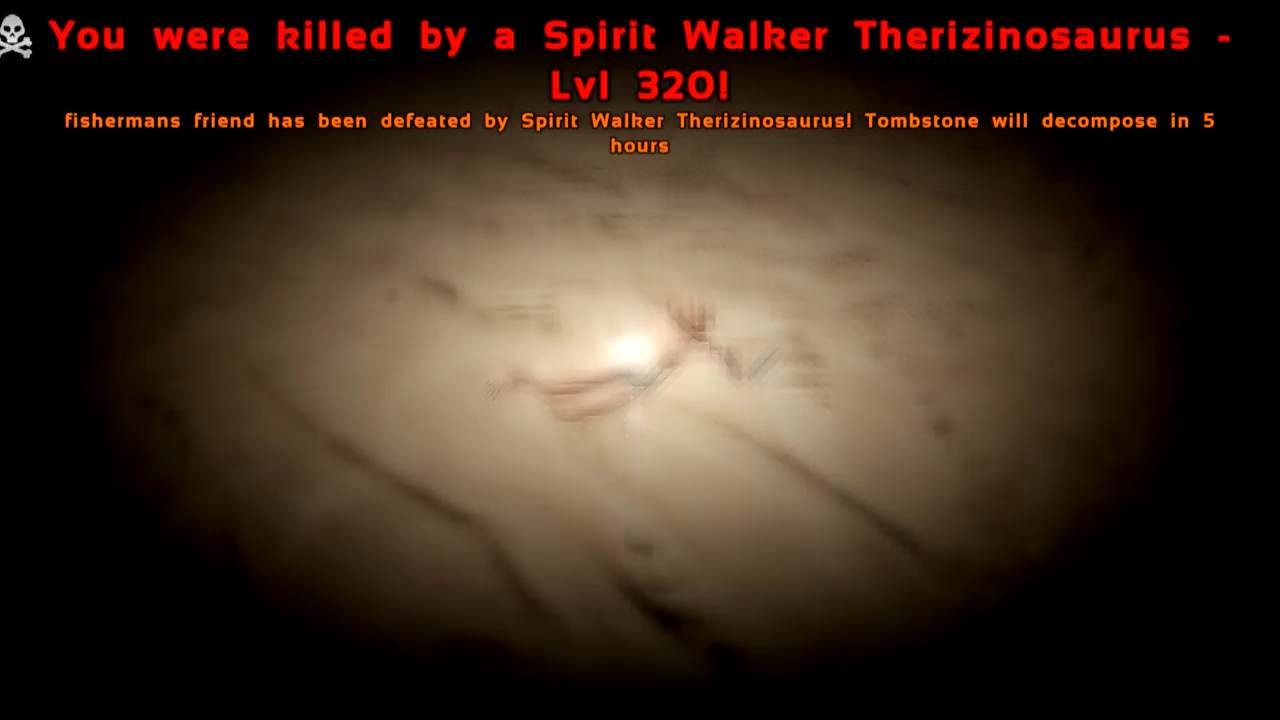 You were killed by a Spirit Walker Therizinosaurus -
Lvl 320!
fishermans friend has been defeated by Spirit Walker Therizinosaurus! Tombstone will decompose in 5
hours